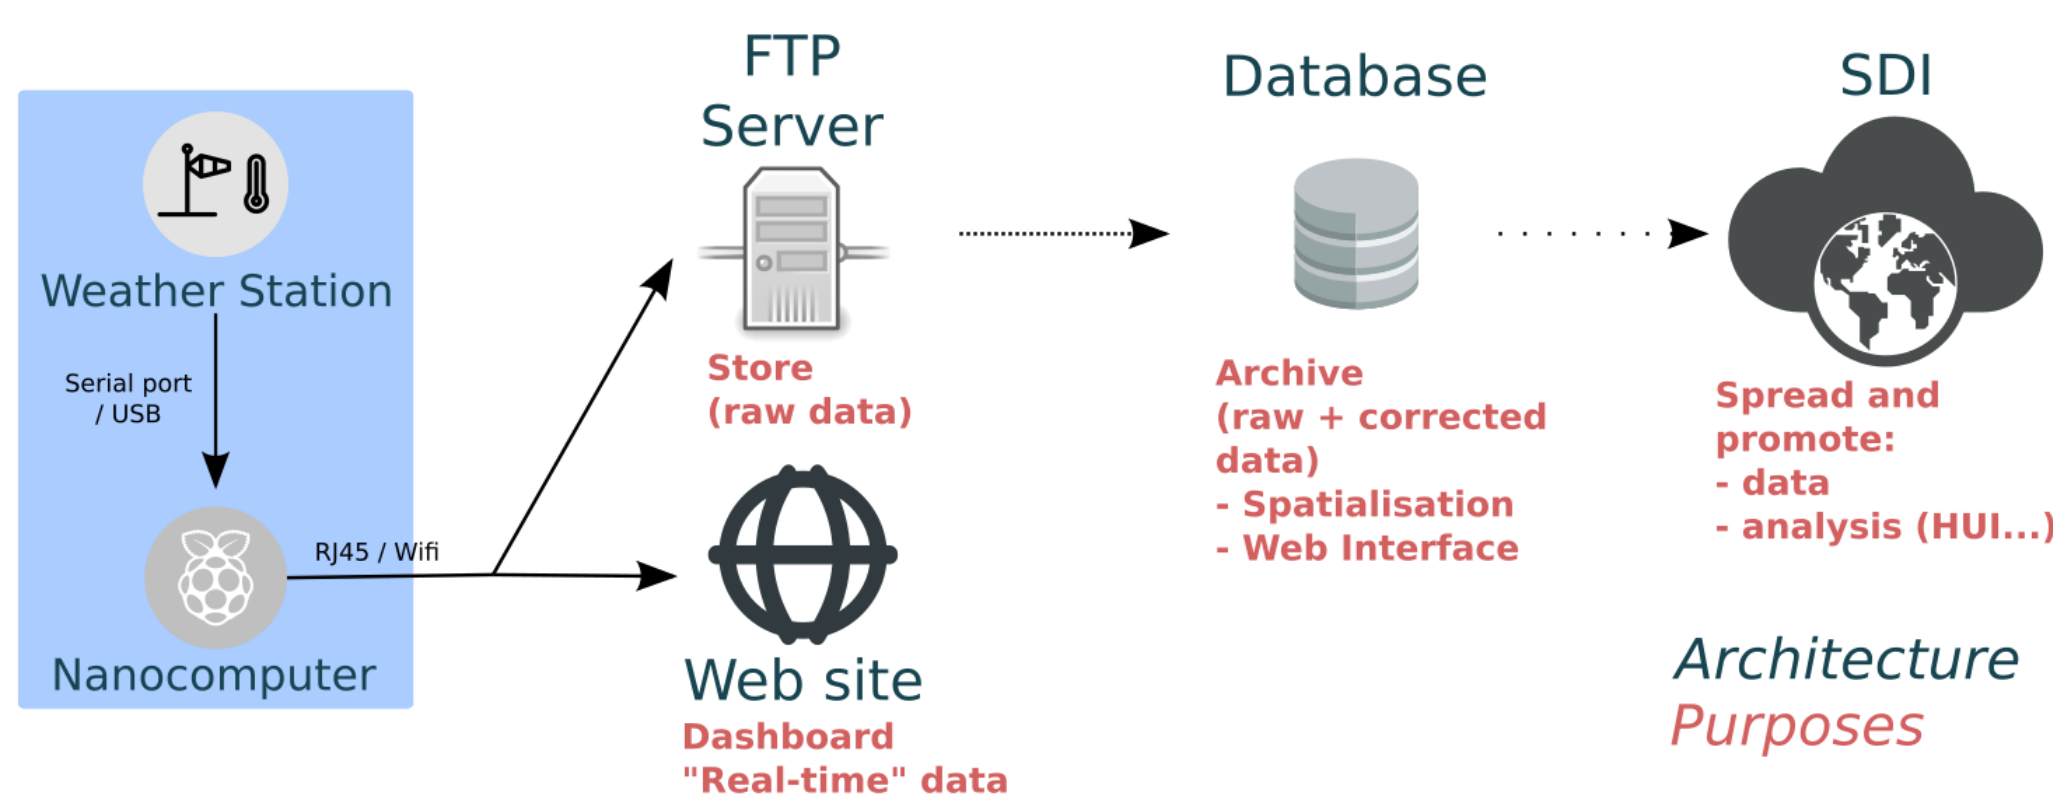 Weather Station
Serial port
/ USB
Nanocomputer
RJ45 / Wifi
FTP
Server
Store
(raw data)
Web site
Dashboard
"Real-time" data
Database
Archive
(raw + corrected
data)
- Spatialisation
- Web Interface
SDI
Spread and
promote:
- data
- analysis (HUI...)
Architecture
Purposes